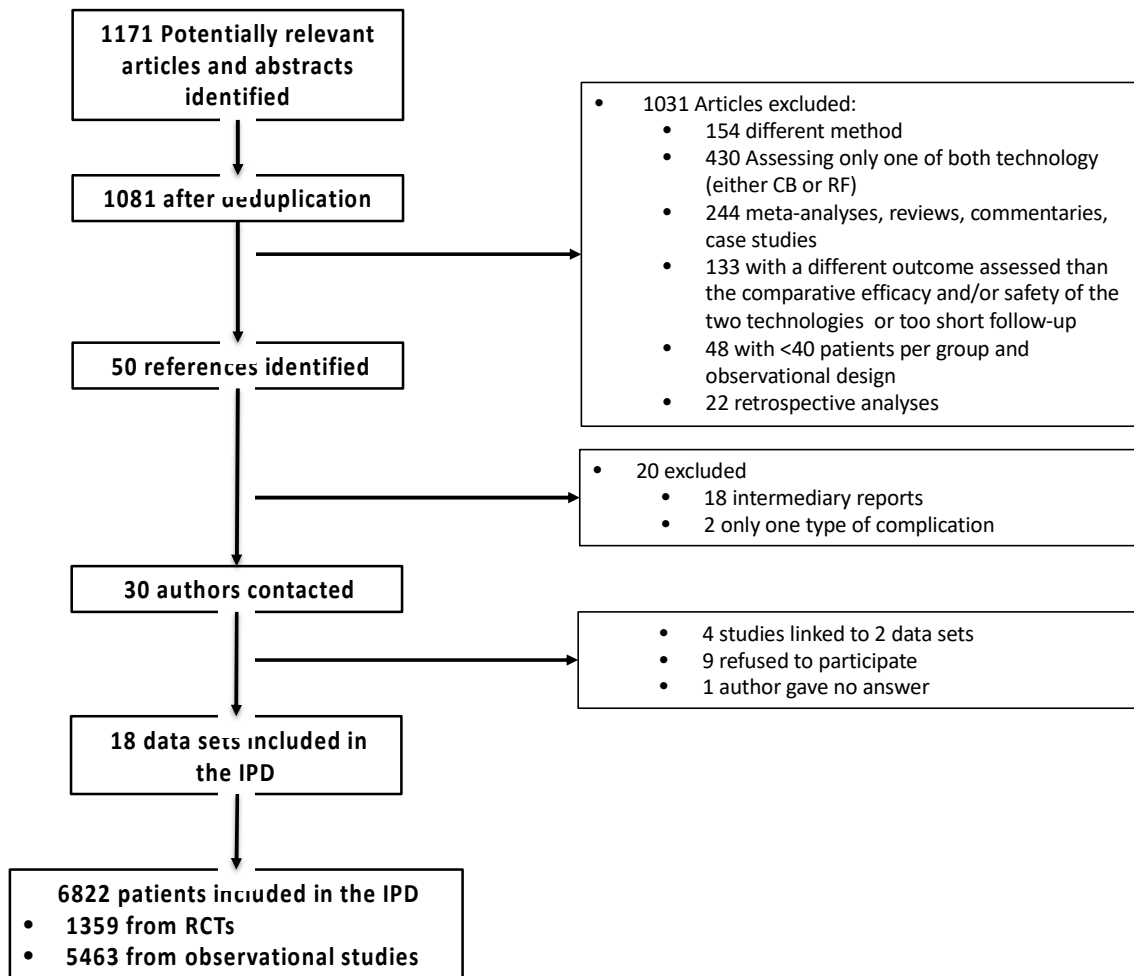 1171 Potentially relevant
articles and abstracts
identified
1081 after deduplication
• 1031 Articles excluded:
• 154 different method
• 430 Assessing only one of both technology
(either CB or RF)
• 244 meta-analyses, reviews, commentaries,
case studies
• 133 with a different outcome assessed than
the comparative efficacy and/or safety of the
two technologies or too short follow-up
• 48 with <40 patients per group and
observational design
• 22 retrospective analyses
50 references identified
• 20 excluded
• 18 intermediary reports
• 2 only one type of complication
30 authors contacted
• 4 studies linked to 2 data sets
• 9 refused to participate
• 1 author gave no answer
18 data sets included in
the IPD
6822 patients included in the IPD
• 1359 from RCTs
• 5463 from observational studies